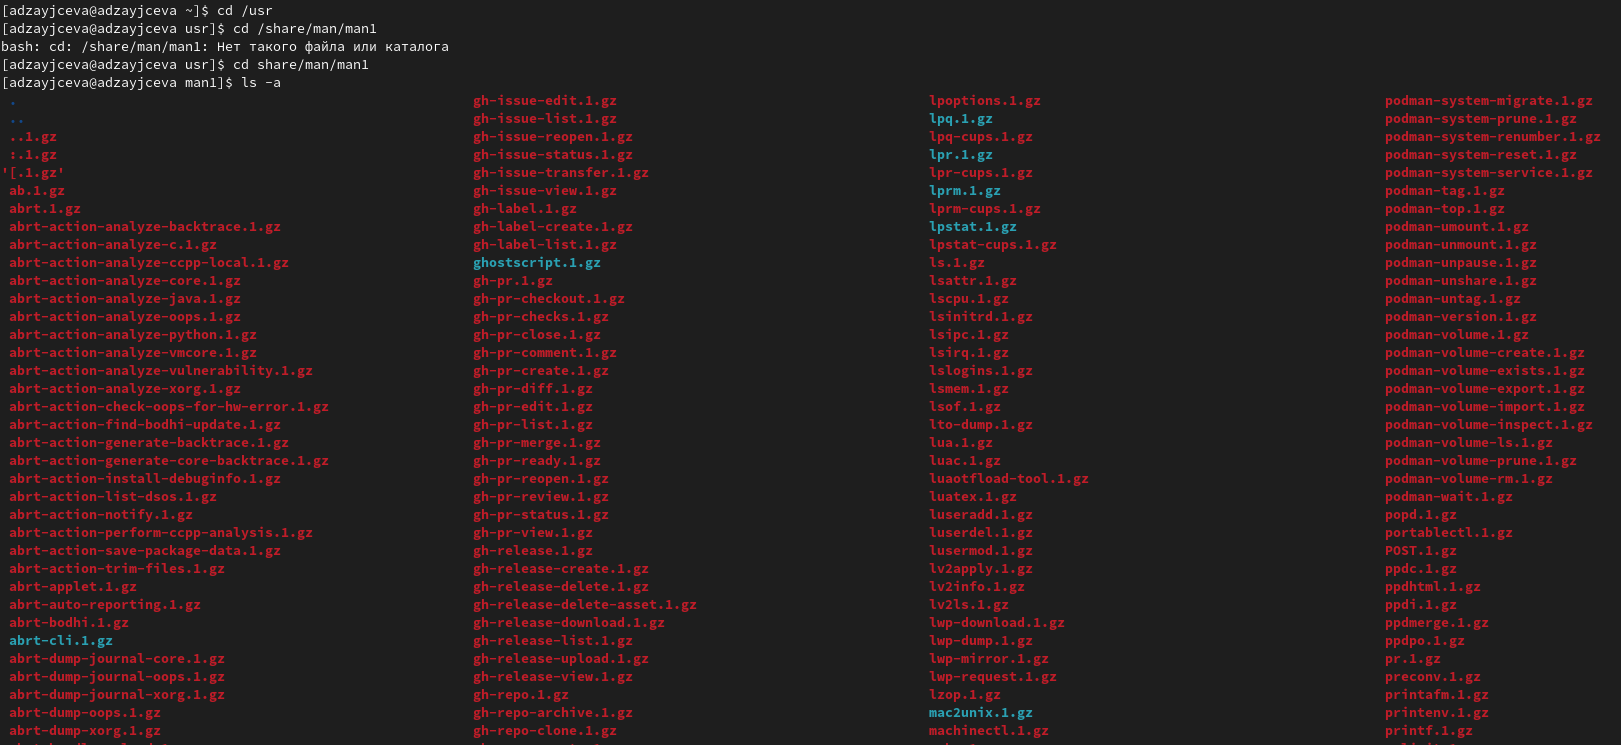 [adzayjceva@adzayjceva ~]$ cd /usr
[adzayjceva@adzayjceva usr]$ cd /share/man/man1
bash: cd: /share/man/man1: Нет такого файла или каталога
[adzayjceva@adzayjceva usr]$ cd share/man/man1
[adzayjceva@adzayjceva man1]$ ls -a
. gh-issue-edit.1.gz lpoptions.1.gz podman-system-migrate.1.gz
.. gh-issue-list.1.gz lpq.1.gz podman-system-prune.1.gz
..1.gz gh-issue-reopen.1.gz lpq-cups.1.gz podman-system-renumber.1.gz
:.1.gz gh-issue-status.1.gz lpr.1.gz podman-system-reset.1.gz
'[.1.gz' gh-issue-transfer.1.gz lpr-cups.1.gz podman-system-service.1.gz
ab.1.gz gh-issue-view.1.gz lprm.1.gz podman-tag.1.gz
abrt.1.gz gh-label.1.gz lprm-cups.1.gz podman-top.1.gz
abrt-action-analyze-backtrace.1.gz gh-label-create.1.gz lpstat.1.gz podman-umount.1.gz
abrt-action-analyze-c.1.gz gh-label-list.1.gz lpstat-cups.1.gz podman-unmount.1.gz
abrt-action-analyze-ccpp-local.1.gz ghostscript.1.gz ls.1.gz podman-unpause.1.gz
abrt-action-analyze-core.1.gz gh-pr.1.gz lsattr.1.gz podman-unshare.1.gz
abrt-action-analyze-java.1.gz gh-pr-checkout.1.gz lscpu.1.gz podman-untag.1.gz
abrt-action-analyze-oops.1.gz gh-pr-checks.1.gz lsinitrd.1.gz podman-version.1.gz
abrt-action-analyze-python.1.gz gh-pr-close.1.gz lsipc.1.gz podman-volume.1.gz
abrt-action-analyze-vmcore.1.gz gh-pr-comment.1.gz lsirq.1.gz podman-volume-create.1.gz
abrt-action-analyze-vulnerability.1.gz gh-pr-create.1.gz lslogins.1.gz podman-volume-exists.1.gz
abrt-action-analyze-xorg.1.gz gh-pr-diff.1.gz lsmem.1.gz podman-volume-export.1.gz
abrt-action-check-oops-for-hw-error.1.gz gh-pr-edit.1.gz lsof.1.gz podman-volume-import.1.gz
abrt-action-find-bodhi-update.1.gz gh-pr-list.1.gz lto-dump.1.gz podman-volume-inspect.1.gz
abrt-action-generate-backtrace.1.gz gh-pr-merge.1.gz lua.1.gz podman-volume-ls.1.gz
abrt-action-generate-core-backtrace.1.gz gh-pr-ready.1.gz luac.1.gz podman-volume-prune.1.gz
abrt-action-install-debuginfo.1.gz gh-pr-reopen.1.gz luaotfload-tool.1.gz podman-volume-rm.1.gz
abrt-action-list-dsos.1.gz gh-pr-review.1.gz luatex.1.gz podman-wait.1.gz
abrt-action-notify.1.gz gh-pr-status.1.gz luseradd.1.gz popd.1.gz
abrt-action-perform-ccpp-analysis.1.gz gh-pr-view.1.gz luserdel.1.gz portablectl.1.gz
abrt-action-save-package-data.1.gz gh-release.1.gz lusermod.1.gz POST.1.gz
abrt-action-trim-files.1.gz gh-release-create.1.gz lv2apply.1.gz ppdc.1.gz
abrt-applet.1.gz gh-release-delete.1.gz lv2info.1.gz ppdhtml.1.gz
abrt-auto-reporting.1.gz gh-release-delete-asset.1.gz lv2ls.1.gz ppdi.1.gz
abrt-bodhi.1.gz gh-release-download.1.gz lwp-download.1.gz ppdmerge.1.gz
abrt-cli.1.gz gh-release-list.1.gz lwp-dump.1.gz ppdpo.1.gz
abrt-dump-journal-core.1.gz gh-release-upload.1.gz lwp-mirror.1.gz pr.1.gz
abrt-dump-journal-oops.1.gz gh-release-view.1.gz lwp-request.1.gz preconv.1.gz
abrt-dump-journal-xorg.1.gz gh-repo.1.gz lzop.1.gz printafm.1.gz
abrt-dump-oops.1.gz gh-repo-archive.1.gz mac2unix.1.gz printenv.1.gz
abrt-dump-xorg.1.gz gh-repo-clone.1.gz machinectl.1.gz printf.1.gz